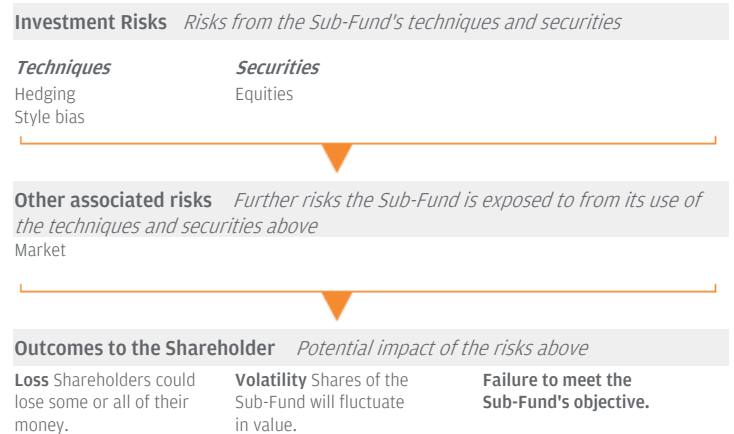 Investment Risks Risks from the Sub-Fund's techniques and securities
Techniques Securities
Hedging Equities
Style bias
Other associated risks Further risks the Sub-Fund is exposed to from its use of
the techniques and securities above
Market
Outcomes to the Shareholder Potential impact of the risks above
Loss Shareholders could
lose some or all of their
money.
Volatility Shares of the
Sub-Fund will fluctuate
in value.
Failure to meet the
Sub-Fund's objective.